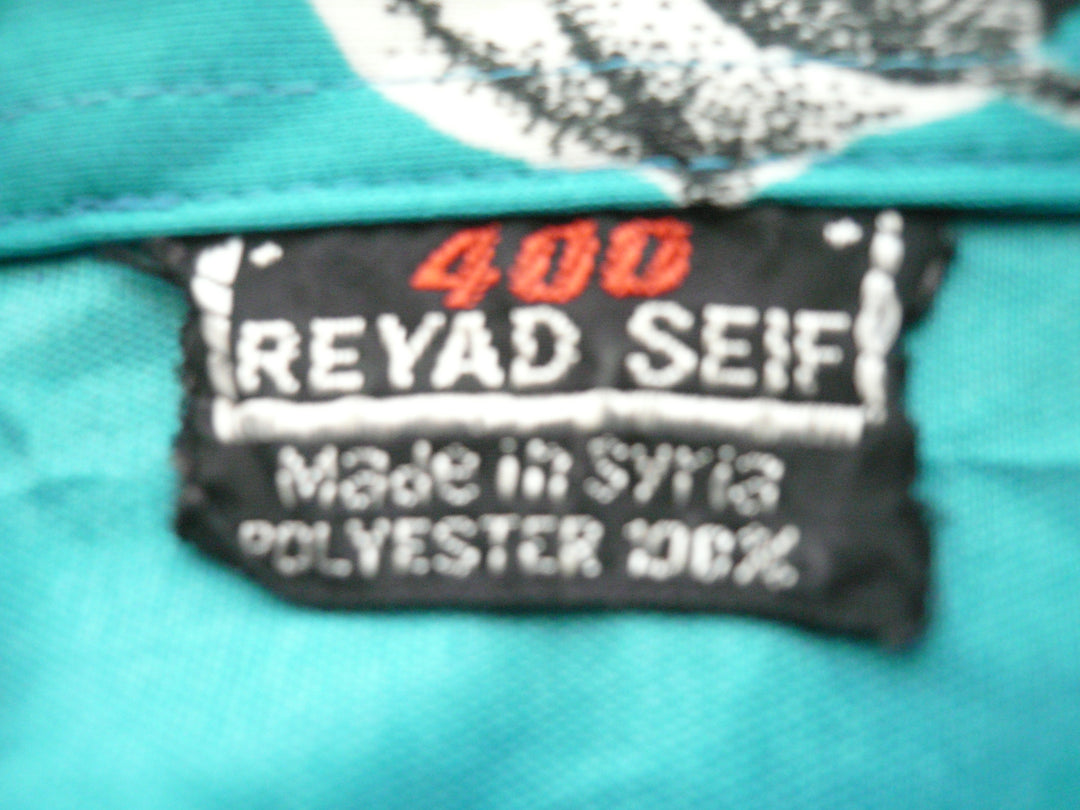 400
REYAD SEIF
Made in Syria
POLYESTER 100%